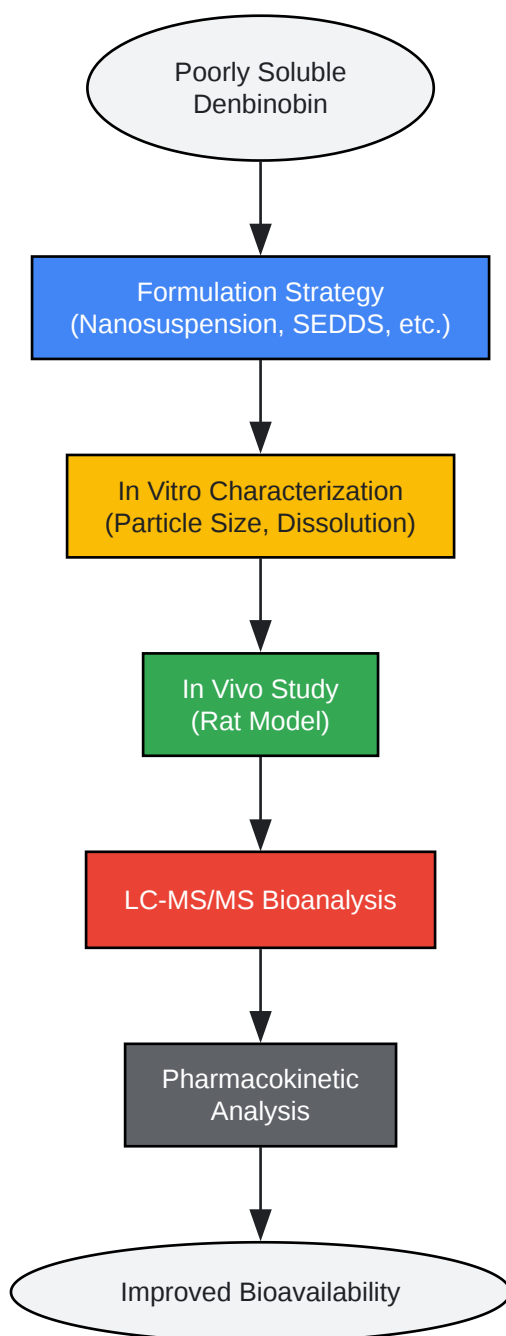 Poorly Soluble
Denbinobin
Formulation Strategy
(Nanosuspension, SEDDS, etc.)
In Vitro Characterization
(Particle Size, Dissolution)
In Vivo Study
(Rat Model)
LC-MS/MS Bioanalysis
Pharmacokinetic
Analysis
Improved Bioavailability